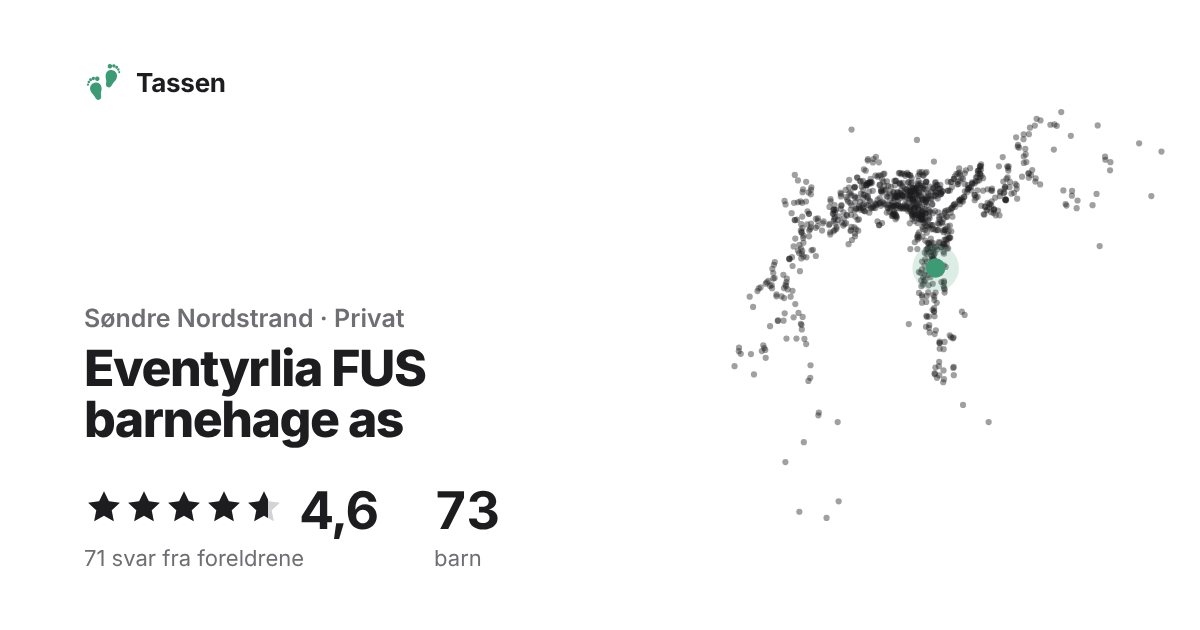 Tassen
Søndre Nordstrand · Privat
Eventyrlia FUS
barnehage as
4,6
73
71 svar fra foreldrene
barn